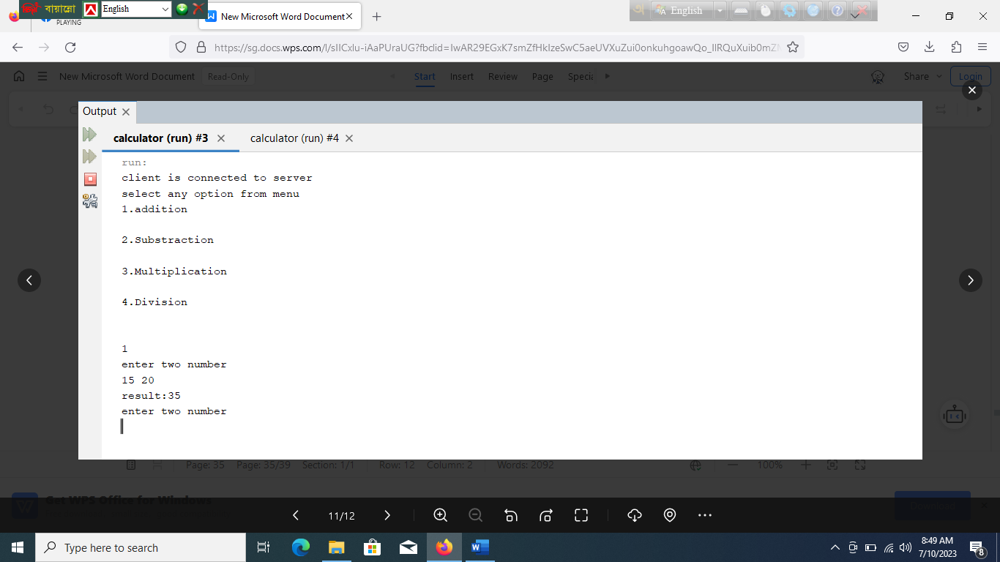 বায়ান্নো
English
English
PLAYING
New Microsoft Word Document
https://sg.docs.wps.com/l/
New Microsoft Word Document
Read-Only
Start
Insert
Review
Page
Specia
Share
Login
Output
calculator (run) #3
calculator (run) #4
run:
client is connected to server
select any option from menu
1.addition
2.Substraction
3.Multiplication
4.Division
1
enter two number
15 20
result:35
enter two number
Page: 35 Page: 35/39 Section: 1/1 Row: 12 Column: 2 Words: 2092
100%
Get WPS Office for Windows
Download
11/12
Type here to search
8:49 AM
7/10/2023
8